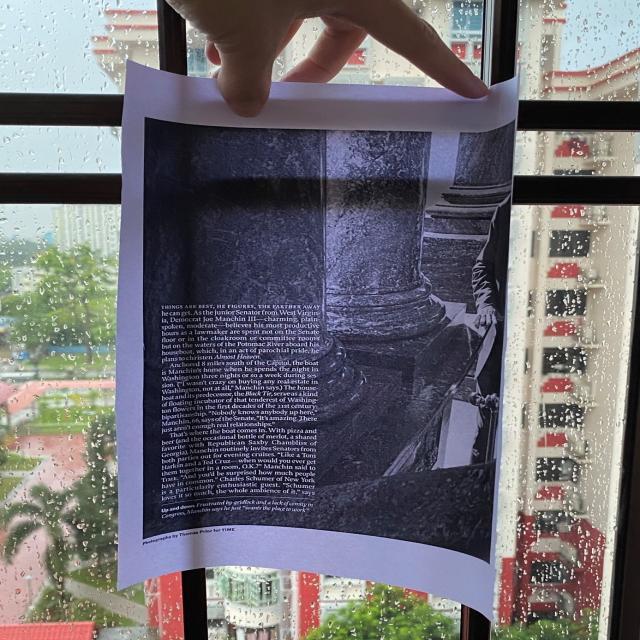 THINGS ARE BEST, HE FIGURES, THE FARTHER AWAY
he can get. As the junior Senator from West Virgin-
ia, Democrat Joe Manchin III—charming, plain-
spoken, moderate—believes his most productive
hours as a lawmaker are spent not on the Senate
floor or in the cloakroom or committee rooms
but on the waters of the Potomac River aboard his
houseboat, which, in an act of parochial pride, he
plans to christen Almost Heaven.
Anchored 8 miles south of the Capitol, the boat
is Manchin's home when he spends the night in
Washington three nights or so a week during ses-
sion. ("I wasn't crazy on buying any real estate in
Washington, not at all," Manchin says.) The house-
boat and its predecessor, the Black Tie, serve as a kind
of floating incubator of that tenderest of Washing-
ton flowers in the first decades of the 21st century:
bipartisanship. "Nobody knows anybody up here,"
Manchin, 66, says of the Senate. "It's amazing. There
just aren't enough real relationships."
That's where the boat comes in. With pizza and
beer (and the occasional bottle of merlot, a shared
favorite with Republican Saxby Chambliss of
Georgia), Manchin routinely invites Senators from
both parties out for evening cruises. "Like a Tom
Harkin and a Ted Cruz—when would you ever put
them together in a room, O.K.?" Manchin said to
TIME. "And you'd be surprised how much people
have in common." Charles Schumer of New York
is a particularly enthusiastic guest. "Schumer
loves it so much, the whole ambience of it," says
Up and down Frustrated by gridlock and a lack of comity in
Congress, Manchin says he just "wants the place to work"
Photographs by Thomas Prior for TIME